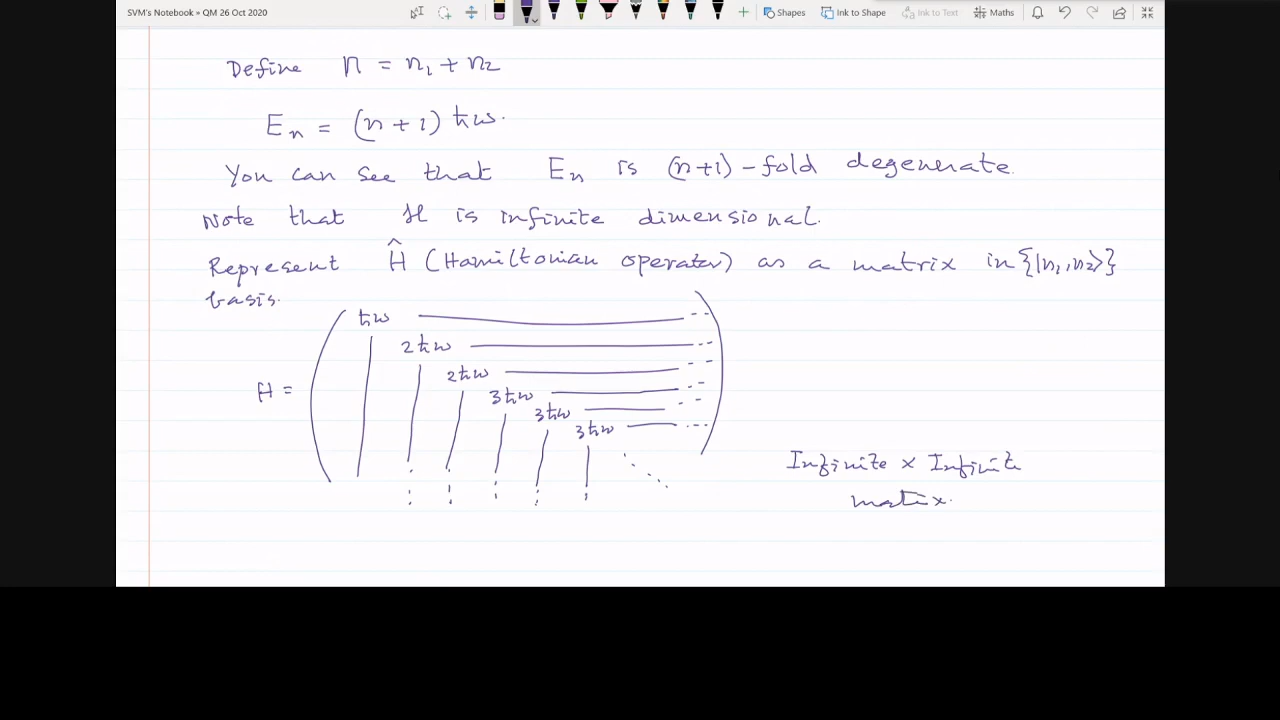 SVM's Notebook » QM 26 Oct 2020
Shapes
Ink to Shape
Ink to Text
Maths
Define n = n₁ + n₂
Eₙ = (n + 1) ħω.
You can see that Eₙ is (n+1) - fold degenerate.
Note that H is infinite dimensional.
Represent Ĥ (Hamiltonian operator) as a matrix in {|n₁, n₂⟩}
basis.
ħω
2ħω
2ħω
H =
3ħω
3ħω
3ħω
Infinite × Infinite
matrix.